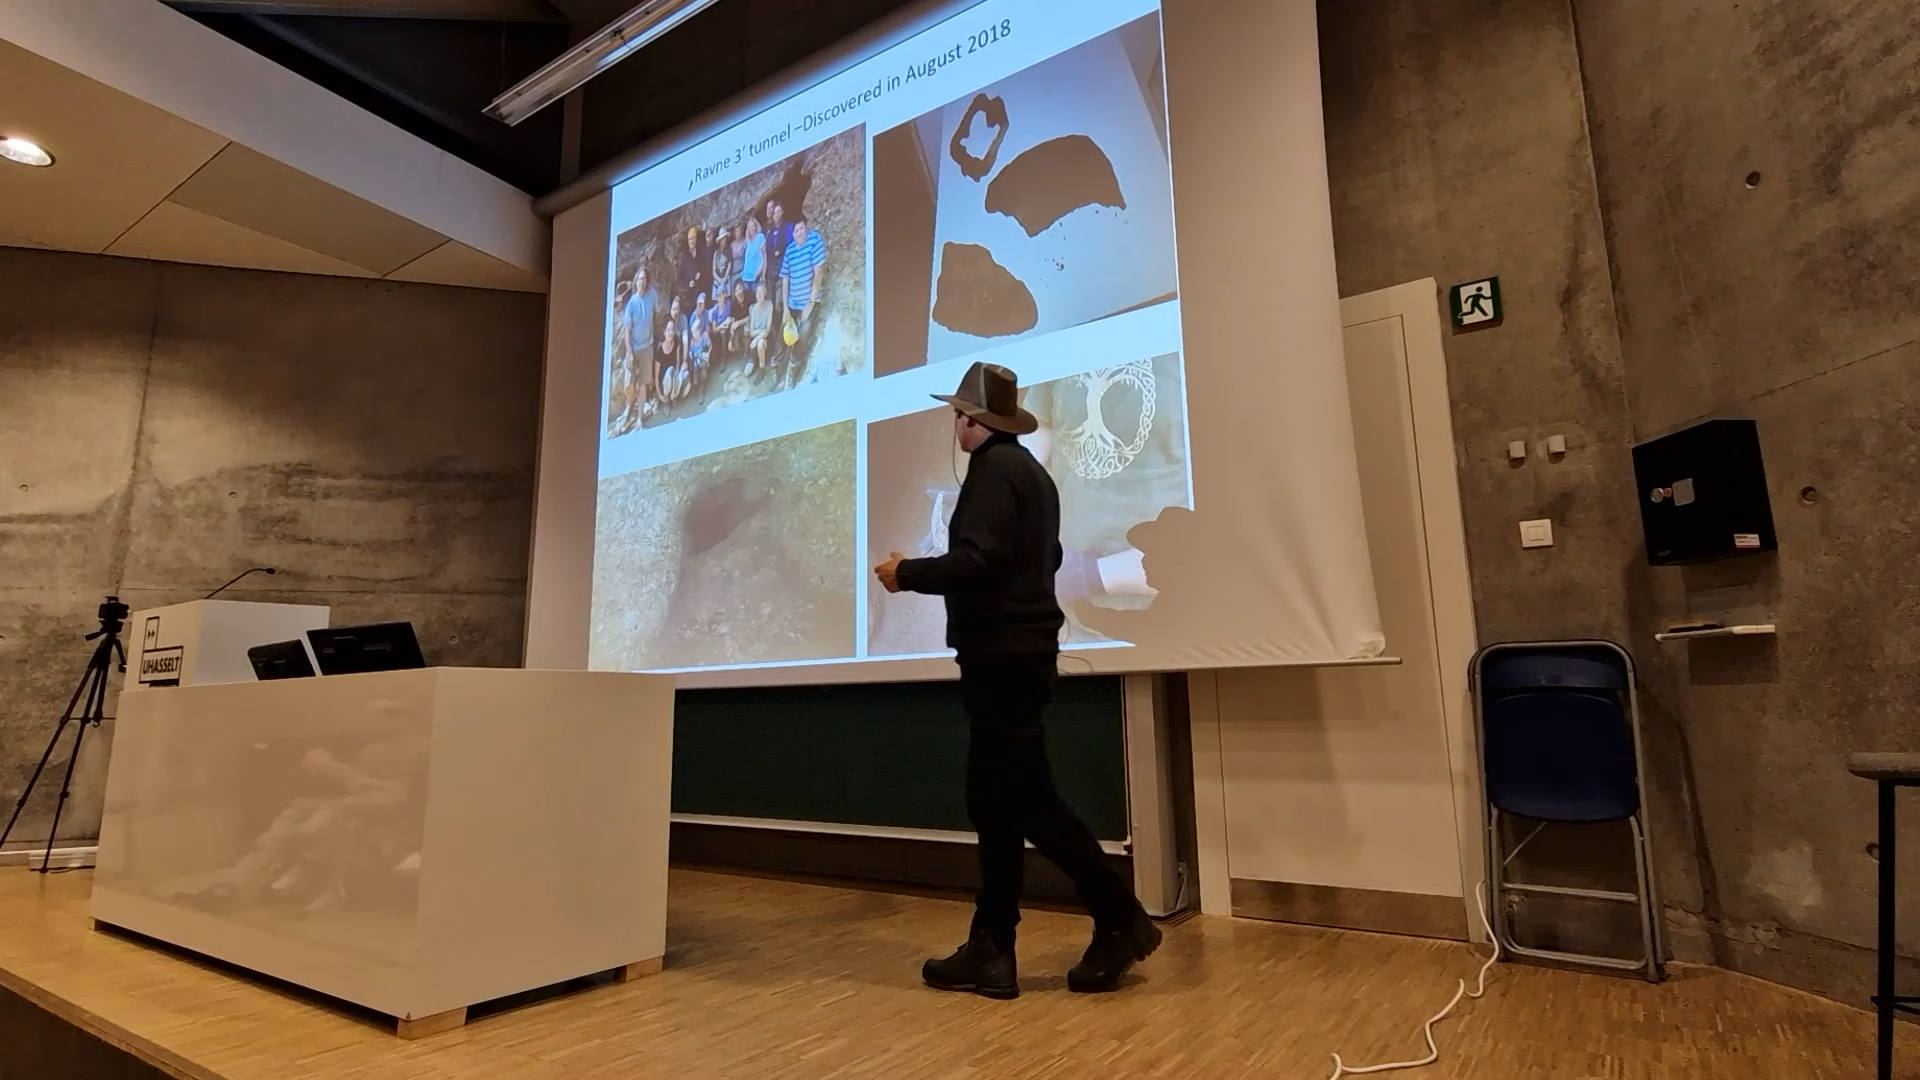 ‚Ravne 3’ tunnel –Discovered in August 2018
UHASSELT